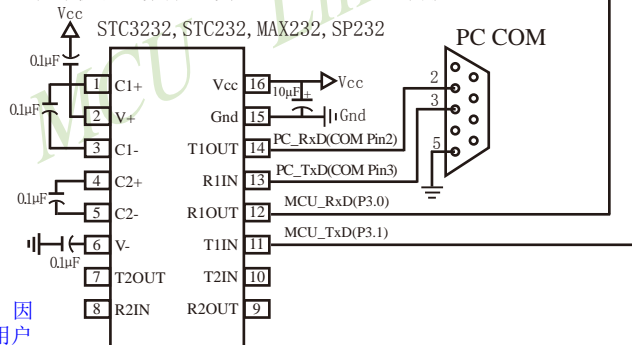 MCU Lim
Vcc
STC3232, STC232, MAX232, SP232
PC COM
0.1μF
0.1μF
0.1μF
0.1μF
1 C1+
2 V+
3 C1-
4 C2+
5 C2-
6 V-
7 T2OUT
8 R2IN
Vcc 16
Gnd 15
T1OUT 14
R1IN 13
R1OUT 12
T1IN 11
T2IN 10
R2OUT 9
10μF +
Vcc
Gnd
PC_RxD(COM Pin2)
PC_TxD(COM Pin3)
MCU_RxD(P3.0)
MCU_TxD(P3.1)
2
3
5
因
用户